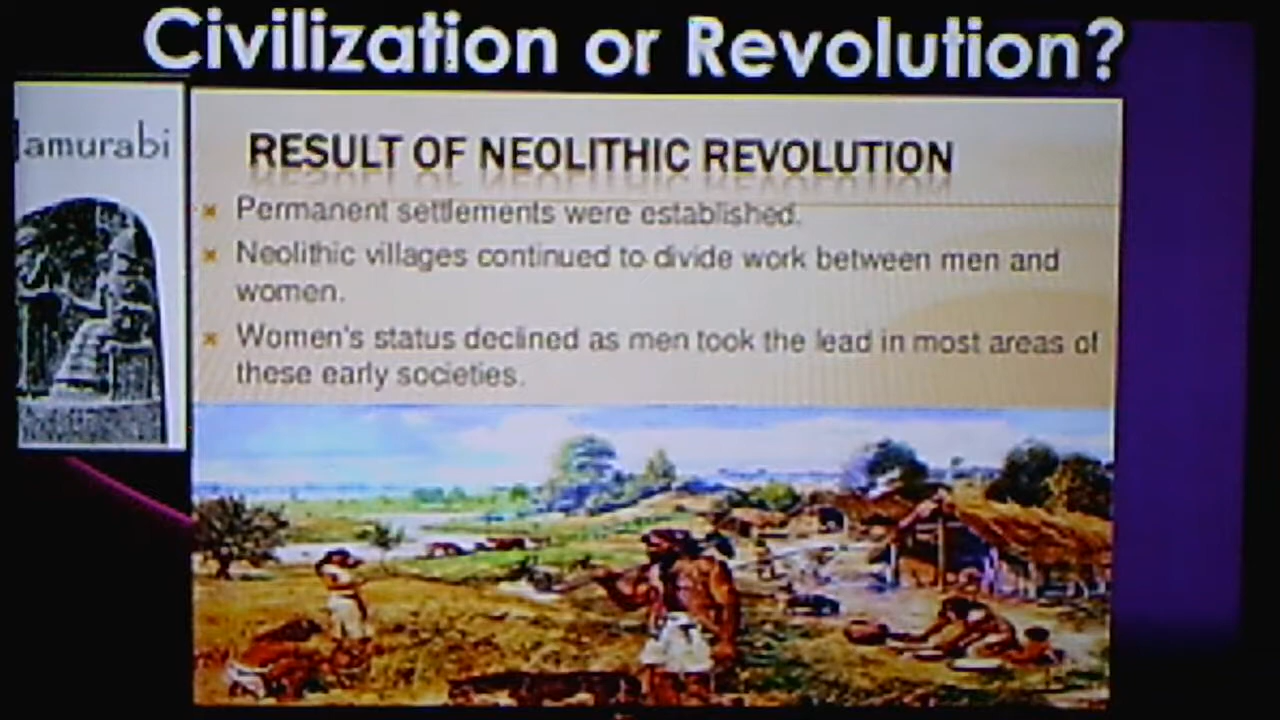 Civilization or Revolution?
amurabi
RESULT OF NEOLITHIC REVOLUTION
Permanent settlements were established.
Neolithic villages continued to divide work between men and
women.
Women's status declined as men took the lead in most areas of
these early societies.